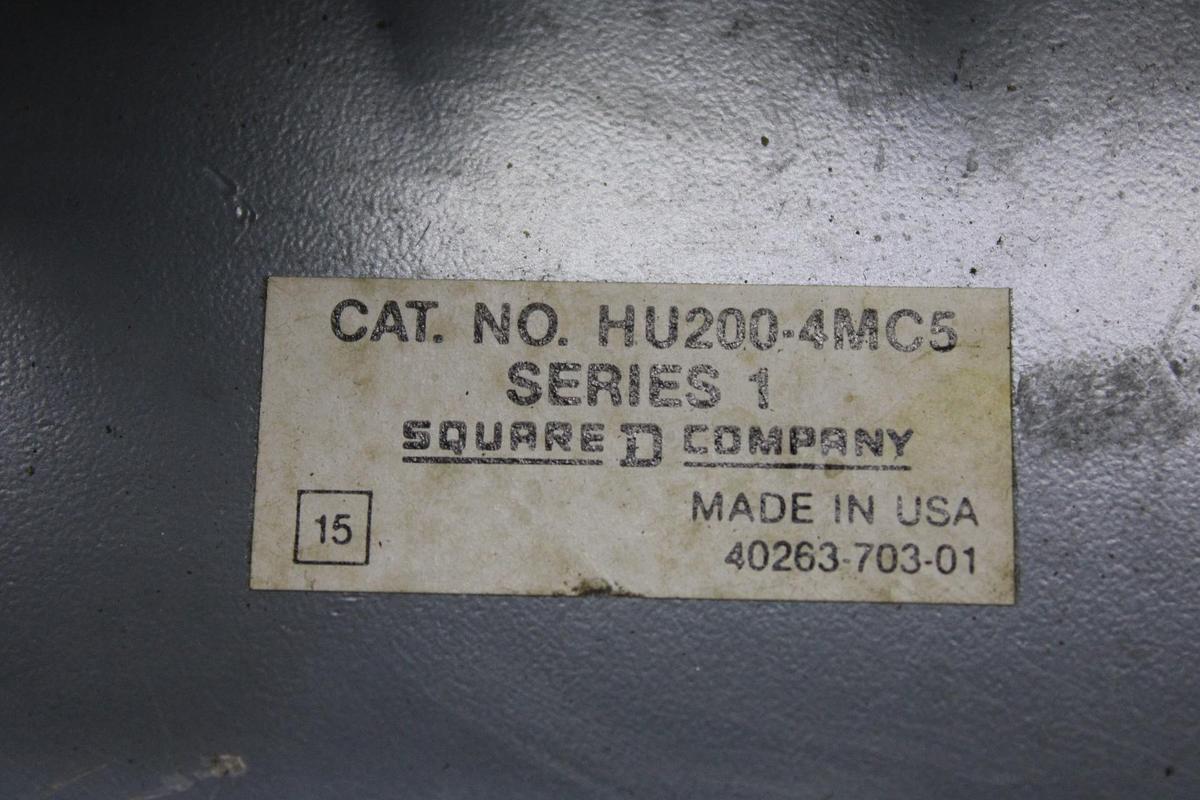 CAT. NO. HU200-4MC5
SERIES 1
SQUARE D COMPANY
MADE IN USA
15
40263-703-01